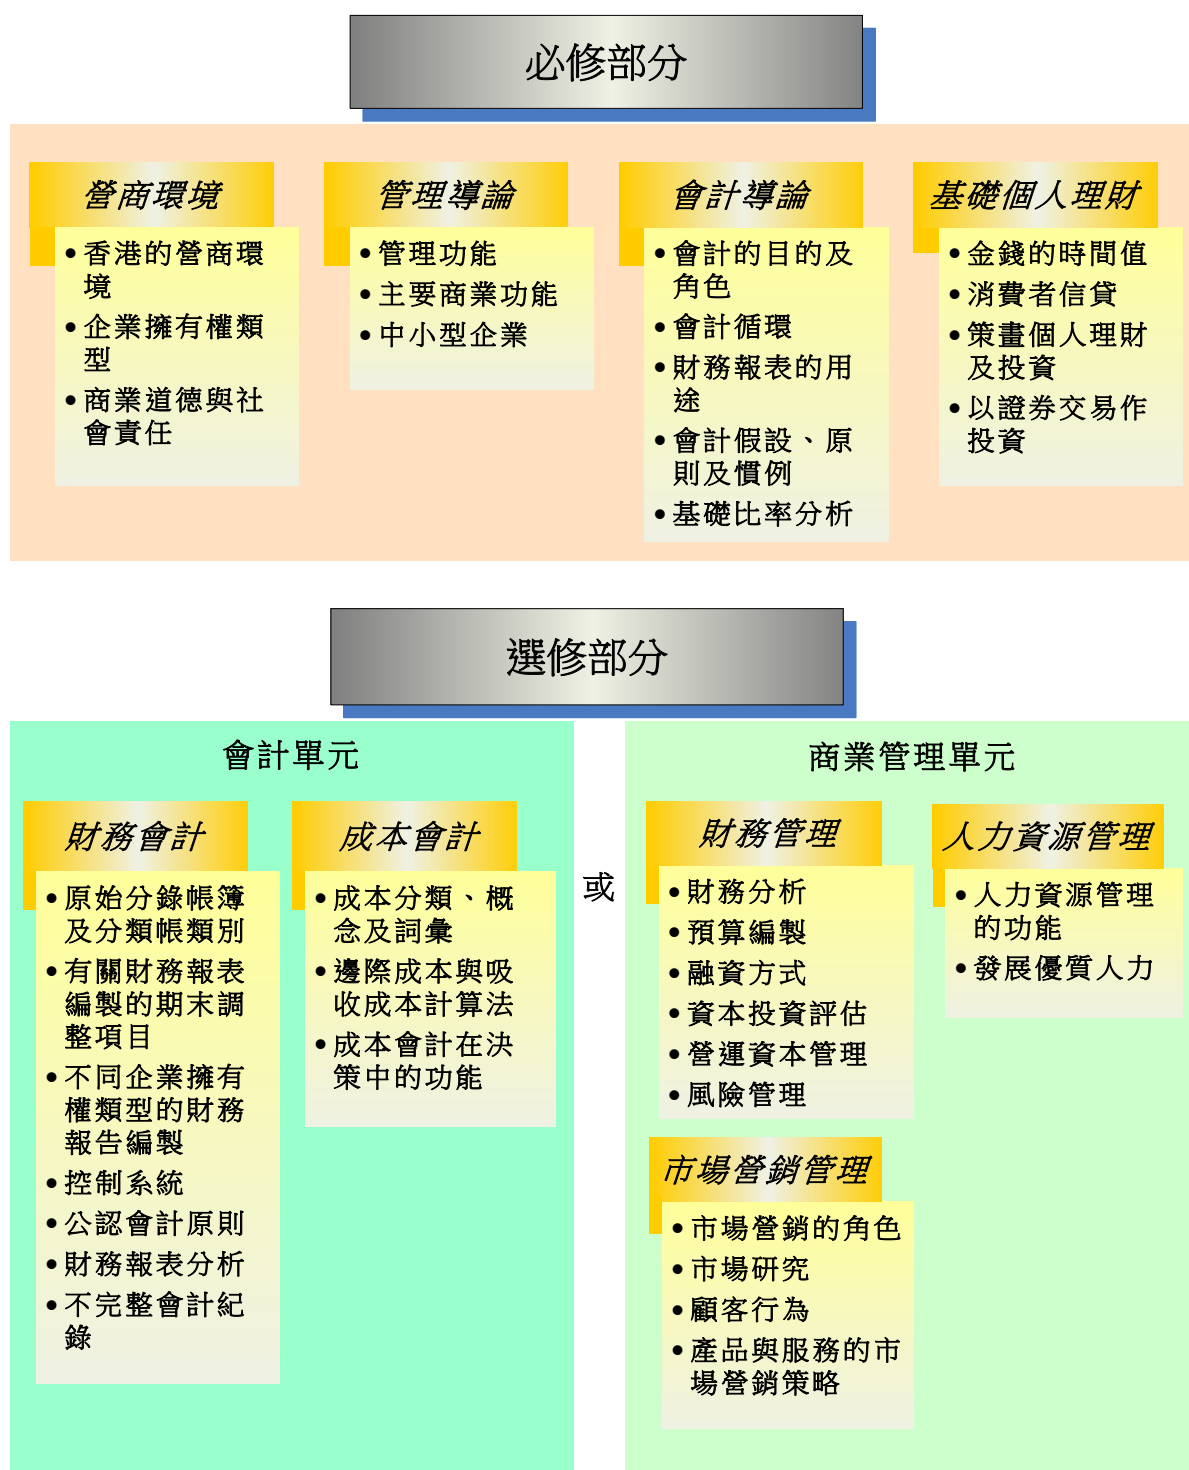 必修部分
營商環境
•香港的營商環
境
•企業擁有權類
型
•商業道德與社
會責任
管理導論
•管理功能
•主要商業功能
•中小型企業
會計導論
•會計的目的及
角色
•會計循環
•財務報表的用
途
•會計假設、原
則及慣例
•基礎比率分析
基礎個人理財
•金錢的時間值
•消費者信貸
•策畫個人理財
及投資
•以證券交易作
投資
選修部分
會計單元
財務會計
•原始分錄帳簿
及分類帳類別
•有關財務報表
編製的期末調
整項目
•不同企業擁有
權類型的財務
報告編製
•控制系統
•公認會計原則
•財務報表分析
•不完整會計紀
錄
成本會計
•成本分類、概
念及詞彙
•邊際成本與吸
收成本計算法
•成本會計在決
策中的功能
或
商業管理單元
財務管理
•財務分析
•預算編製
•融資方式
•資本投資評估
•營運資本管理
•風險管理
人力資源管理
•人力資源管理
的功能
•發展優質人力
市場營銷管理
•市場營銷的角色
•市場研究
•顧客行為
•產品與服務的市
場營銷策略